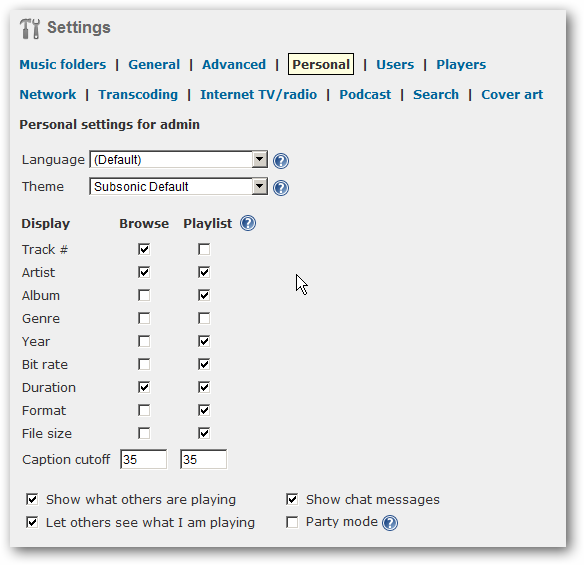 Settings
Music folders | General | Advanced | Personal | Users | Players
Network | Transcoding | Internet TV/radio | Podcast | Search | Cover art
Personal settings for admin
Language (Default) ?
Theme Subsonic Default ?
Display Browse Playlist ?
Track #
Artist
Album
Genre
Year
Bit rate
Duration
Format
File size
Caption cutoff 35 35
Show what others are playing Show chat messages
Let others see what I am playing Party mode ?